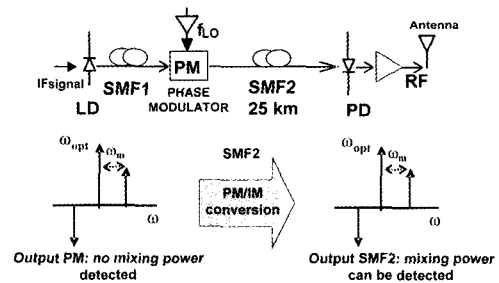 Antenna
fLO
IFsignal
LD
SMF1
PM
PHASE
MODULATOR
SMF2
25 km
PD
RF
ωopt
ωm
ω
SMF2
PM/IM
conversion
ωopt
ωm
ω
Output PM: no mixing power
detected
Output SMF2: mixing power
can be detected